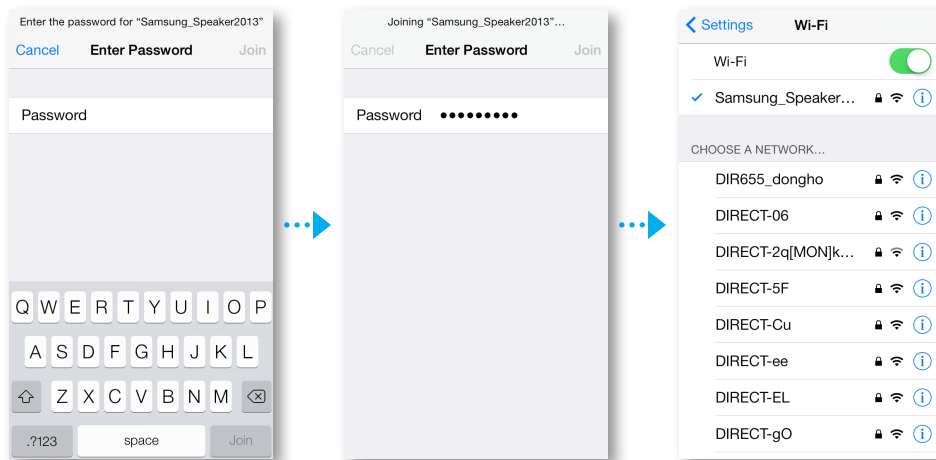 Enter the password for “Samsung_Speaker2013”
Cancel Enter Password Join
Password
Q W E R T Y U I O P
A S D F G H J K L
Z X C V B N M
.?123 space Join
Joining “Samsung_Speaker2013”...
Cancel Enter Password Join
Password •••••••••
Settings Wi-Fi
Wi-Fi
Samsung_Speaker...
CHOOSE A NETWORK...
DIR655_dongho
DIRECT-06
DIRECT-2q[MON]k...
DIRECT-5F
DIRECT-Cu
DIRECT-ee
DIRECT-EL
DIRECT-gO